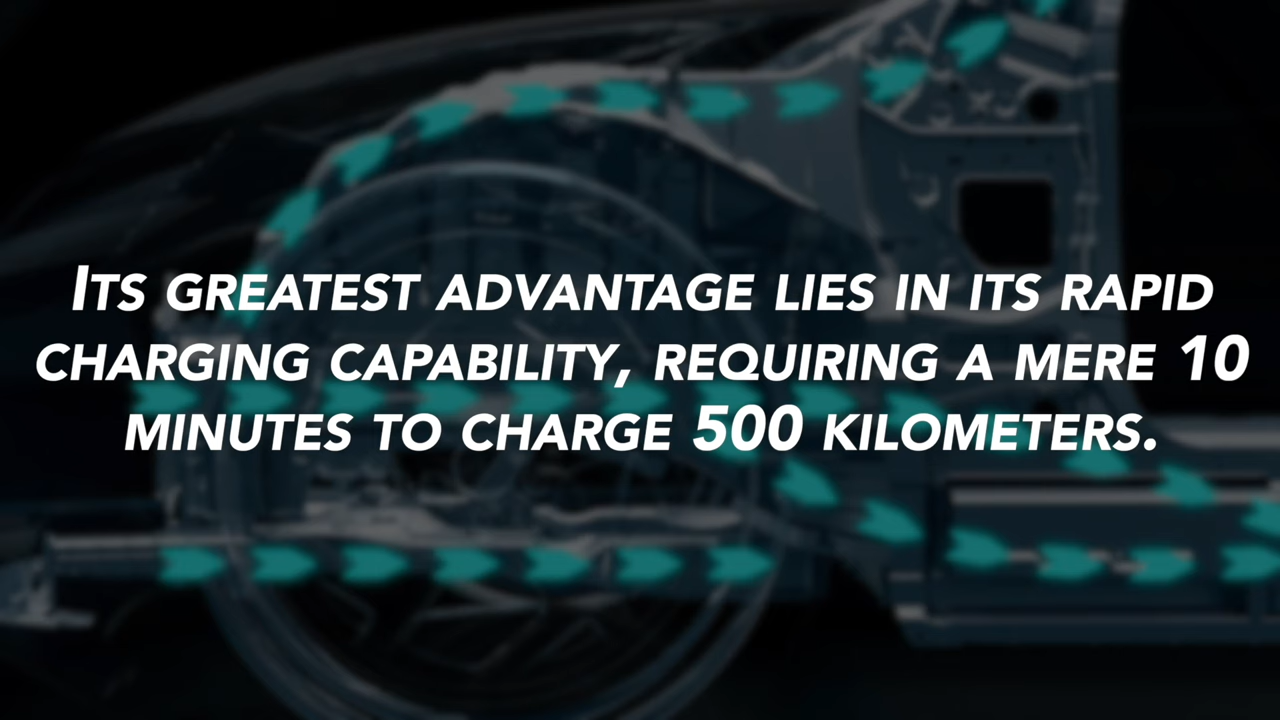 Its greatest advantage lies in its rapid
charging capability, requiring a mere 10
minutes to charge 500 kilometers.